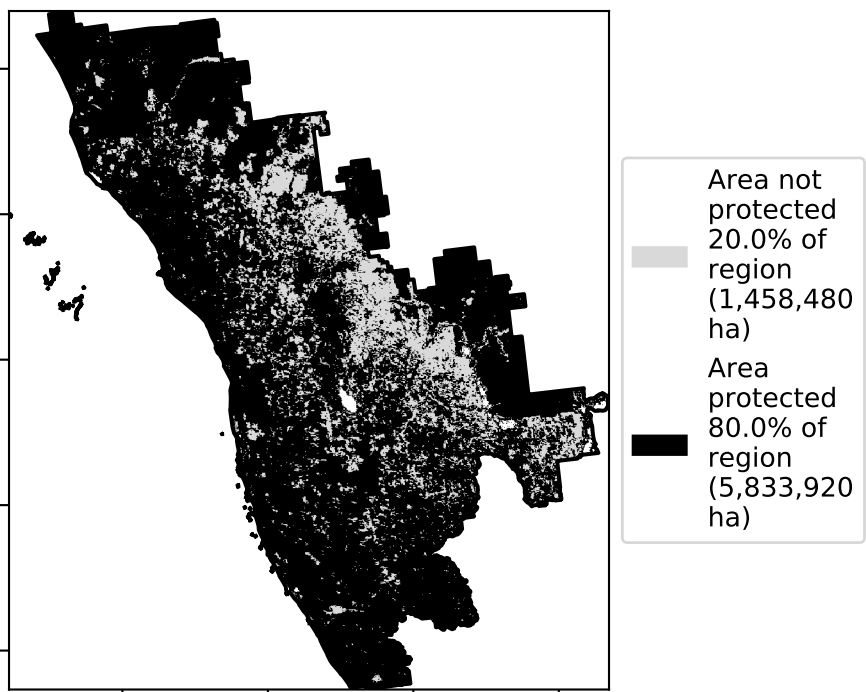 Area not
protected
20.0% of
region
(1,458,480
ha)
Area
protected
80.0% of
region
(5,833,920
ha)